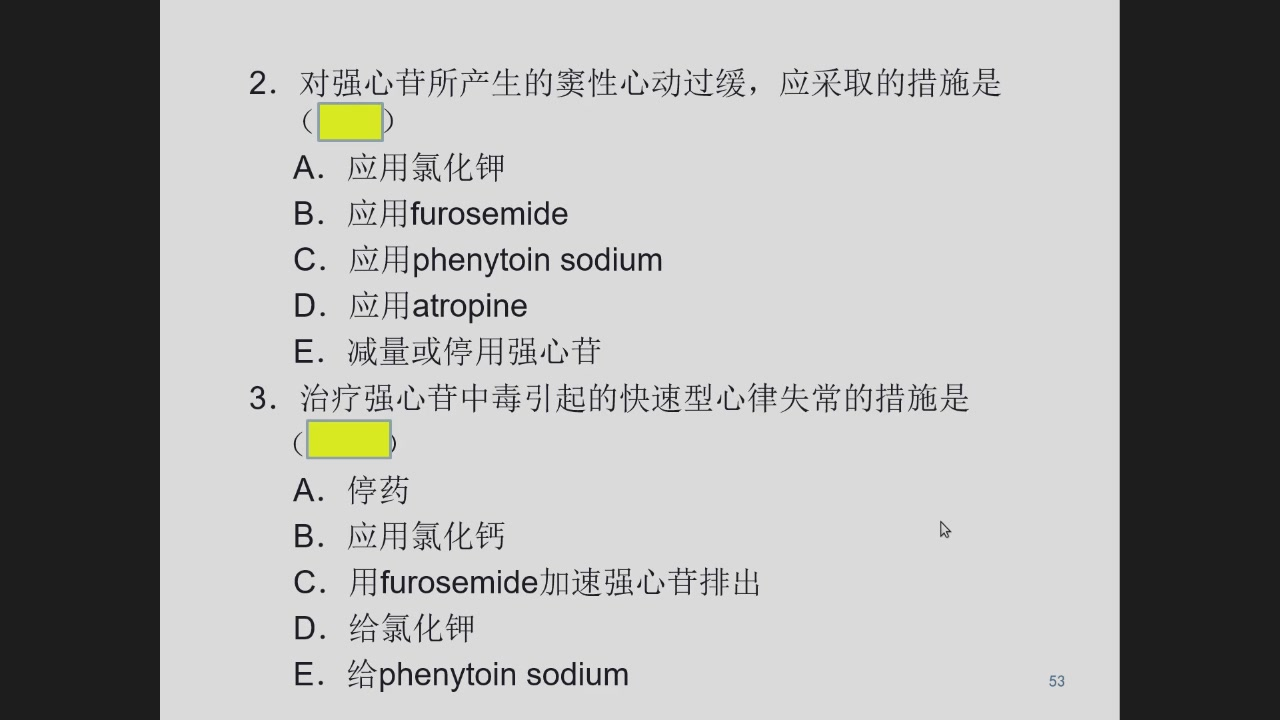 2. 对强心苷所产生的窦性心动过缓，应采取的措施是
（ ）
A. 应用氯化钾
B. 应用furosemide
C. 应用phenytoin sodium
D. 应用atropine
E. 减量或停用强心苷
3. 治疗强心苷中毒引起的快速型心律失常的措施是
( )
A. 停药
B. 应用氯化钙
C. 用furosemide加速强心苷排出
D. 给氯化钾
E. 给phenytoin sodium
53